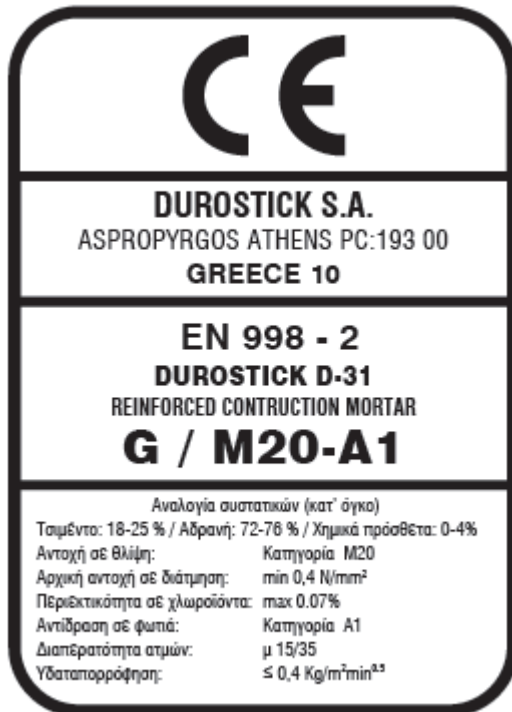 CE
DUROSTICK S.A.
ASPROPYRGOS ATHENS PC:193 00
GREECE 10
EN 998 - 2
DUROSTICK D-31
REINFORCED CONTRUCTION MORTAR
G / M20-A1
Αναλογία συστατικών (κατ' όγκο)
Τσιμέντο: 18-25 % / Αδρανή: 72-76 % / Χημικά πρόσθετα: 0-4%
Αντοχή σε θλίψη: Κατηγορία M20
Αρχική αντοχή σε διάτμηση: min 0,4 N/mm²
Περιεκτικότητα σε χλωροϊόντα: max 0.07%
Αντίδραση σε φωτιά: Κατηγορία A1
Διαπερατότητα ατμών: μ 15/35
Υδαταπορρόφηση: ≤ 0,4 Kg/m²min⁰·⁵